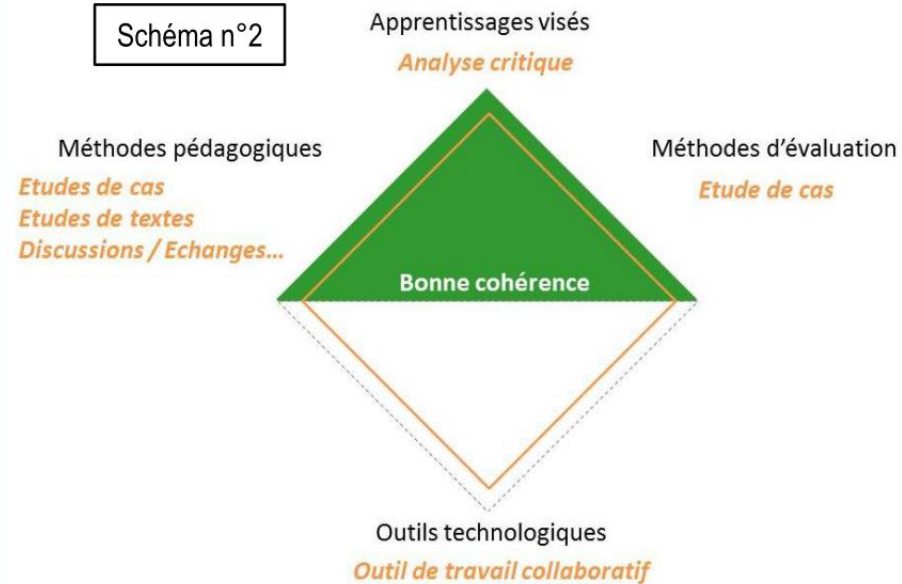 Schéma n°2
Apprentissages visés
Analyse critique
Méthodes pédagogiques
Etudes de cas
Etudes de textes
Discussions / Echanges...
Méthodes d'évaluation
Etude de cas
Bonne cohérence
Outils technologiques
Outil de travail collaboratif